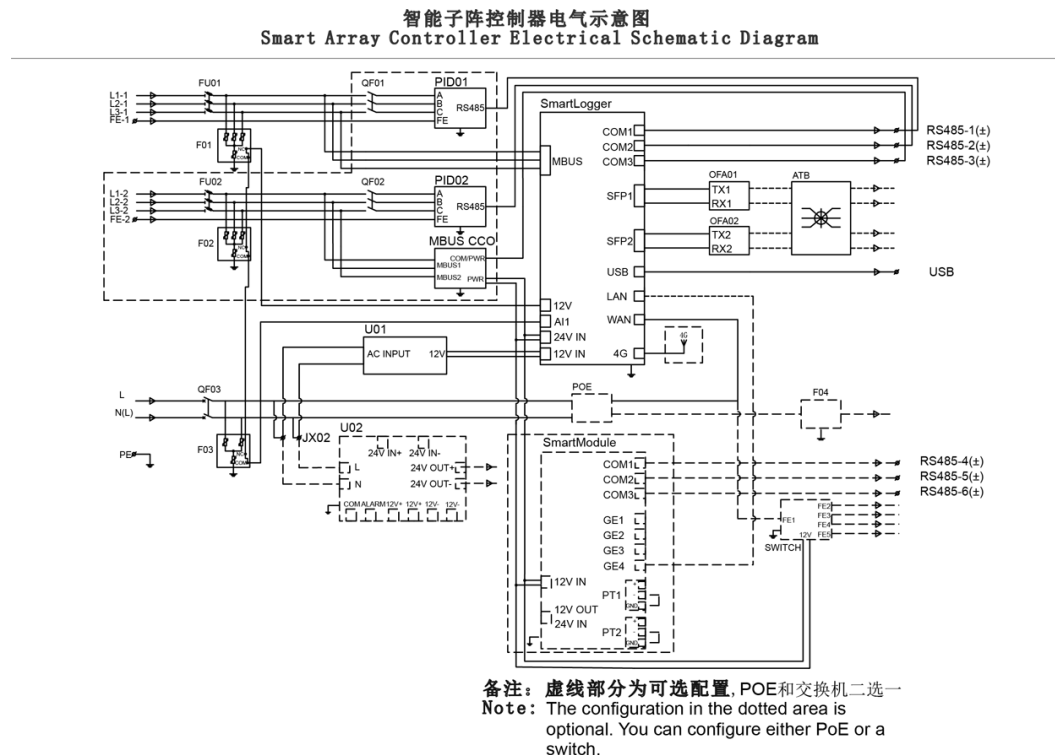 智能子阵控制器电气示意图
Smart Array Controller Electrical Schematic Diagram
FU01
QF01
PID01
L1-1
L2-1
L3-1
FE-1
A
B
C
FE
RS485
SmartLogger
F01
NC
COM
MBUS
COM1
COM2
COM3
RS485-1(±)
RS485-2(±)
RS485-3(±)
FU02
QF02
PID02
L1-2
L2-2
L3-2
FE-2
A
B
C
FE
RS485
SFP1
OFA01
TX1
RX1
ATB
F02
NC
COM
MBUS CCO
COM/PWR
MBUS1
MBUS2
PWR
SFP2
OFA02
TX2
RX2
USB
USB
LAN
WAN
4G
4G
12V
AI1
24V IN
12V IN
U01
AC INPUT
12V
L
N(L)
PE
QF03
POE
F04
F03
NC
COM
JX02
U02
24V IN+
24V IN-
L
N
24V OUT+
24V OUT-
COM
ALARM
12V+
12V+
12V-
12V-
SmartModule
COM1
COM2
COM3
RS485-4(±)
RS485-5(±)
RS485-6(±)
GE1
GE2
GE3
GE4
12V IN
12V OUT
24V IN
PT1
+
-
GND
PT2
+
-
GND
FE1
FE2
FE3
FE4
FE5
12V
SWITCH
备注：虚线部分为可选配置, POE和交换机二选一
Note: The configuration in the dotted area is
optional. You can configure either PoE or a
switch.